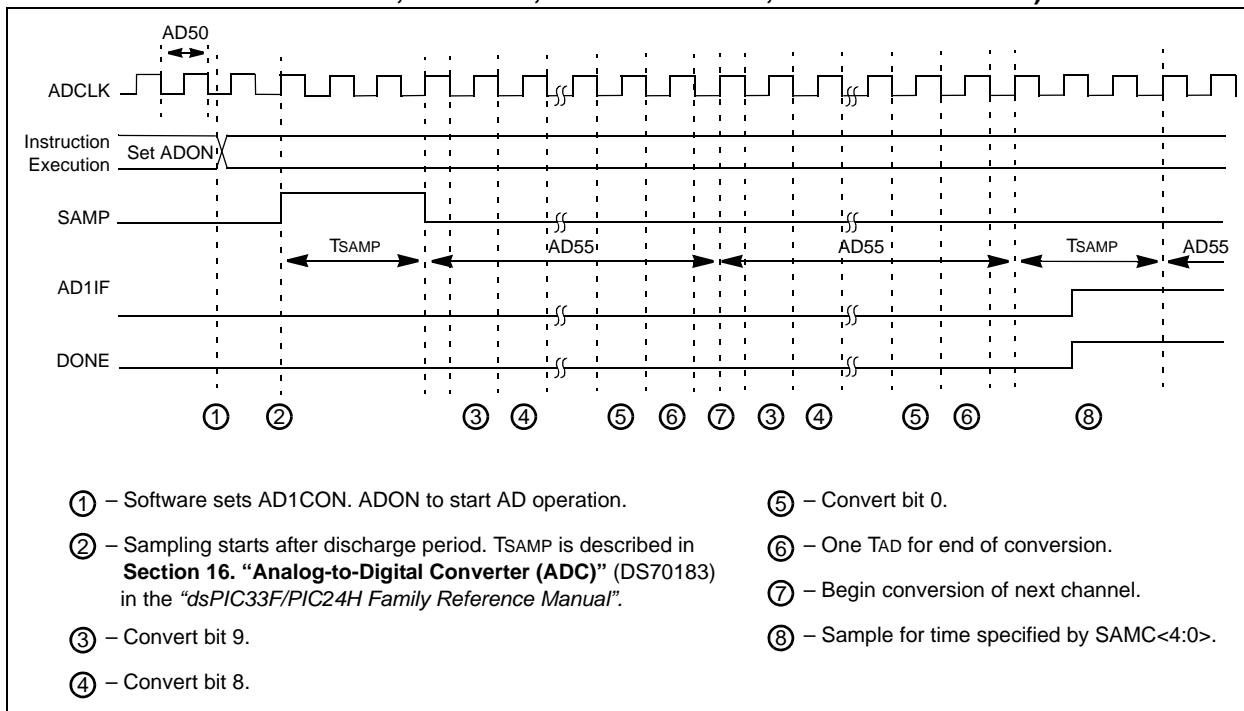 AD50
ADCLK
Instruction
Execution
Set ADON
SAMP
TSAMP
AD55
AD55
TSAMP
AD55
AD1IF
DONE
1 2 3 4 5 6 7 3 4 5 6 8
1 – Software sets AD1CON. ADON to start AD operation.
2 – Sampling starts after discharge period. TSAMP is described in
Section 16. “Analog-to-Digital Converter (ADC)” (DS70183)
in the “dsPIC33F/PIC24H Family Reference Manual”.
3 – Convert bit 9.
4 – Convert bit 8.
5 – Convert bit 0.
6 – One TAD for end of conversion.
7 – Begin conversion of next channel.
8 – Sample for time specified by SAMC<4:0>.